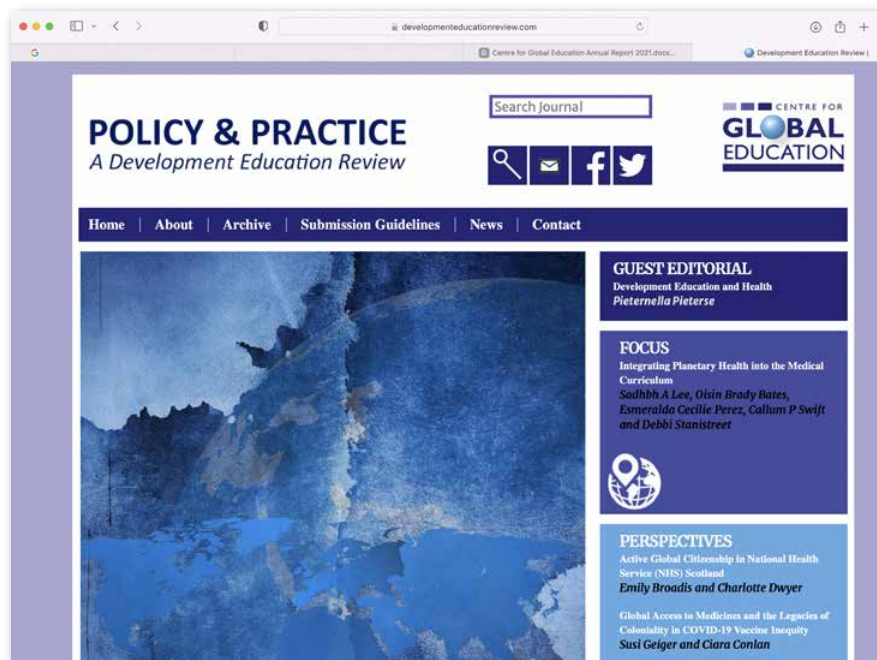 developmenteducationreview.com
G
Centre for Global Education Annual Report 2021.docx...
Development Education Review |
POLICY & PRACTICE
A Development Education Review
Search Journal
CENTRE FOR
GLOBAL
EDUCATION
Home | About | Archive | Submission Guidelines | News | Contact
GUEST EDITORIAL
Development Education and Health
Pieternella Pieterse
FOCUS
Integrating Planetary Health into the Medical
Curriculum
Sadhbh A Lee, Oisin Brady Bates,
Esmeralda Cecilie Perez, Callum P Swift
and Debbi Stanistreet
PERSPECTIVES
Active Global Citizenship in National Health
Service (NHS) Scotland
Emily Broadis and Charlotte Dwyer
Global Access to Medicines and the Legacies of
Coloniality in COVID-19 Vaccine Inequity
Susi Geiger and Ciara Conlan